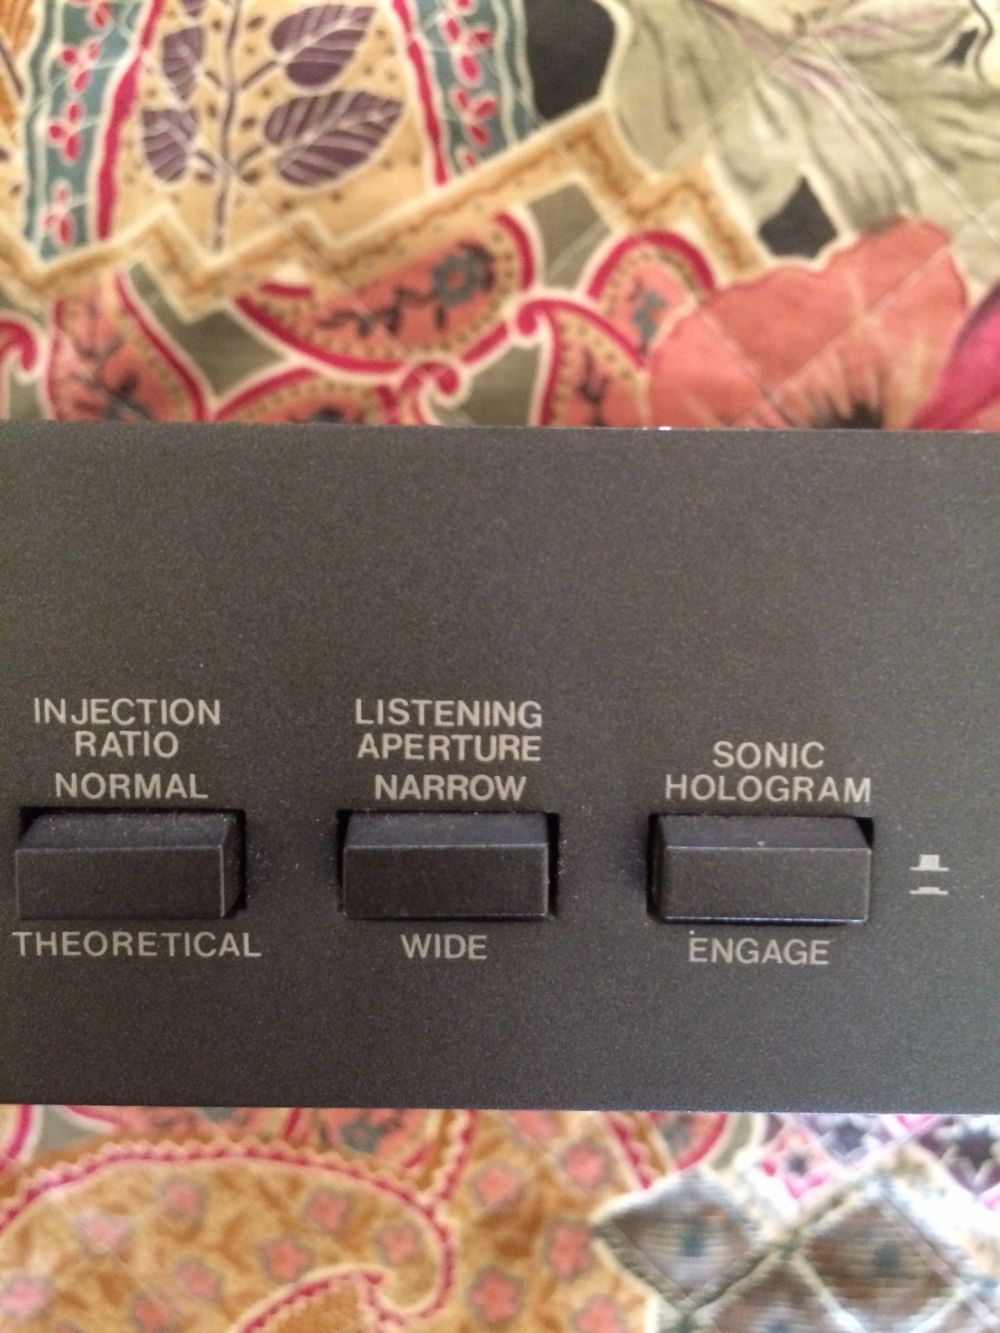 INJECTION
RATIO
NORMAL
THEORETICAL
LISTENING
APERTURE
NARROW
WIDE
SONIC
HOLOGRAM
ENGAGE